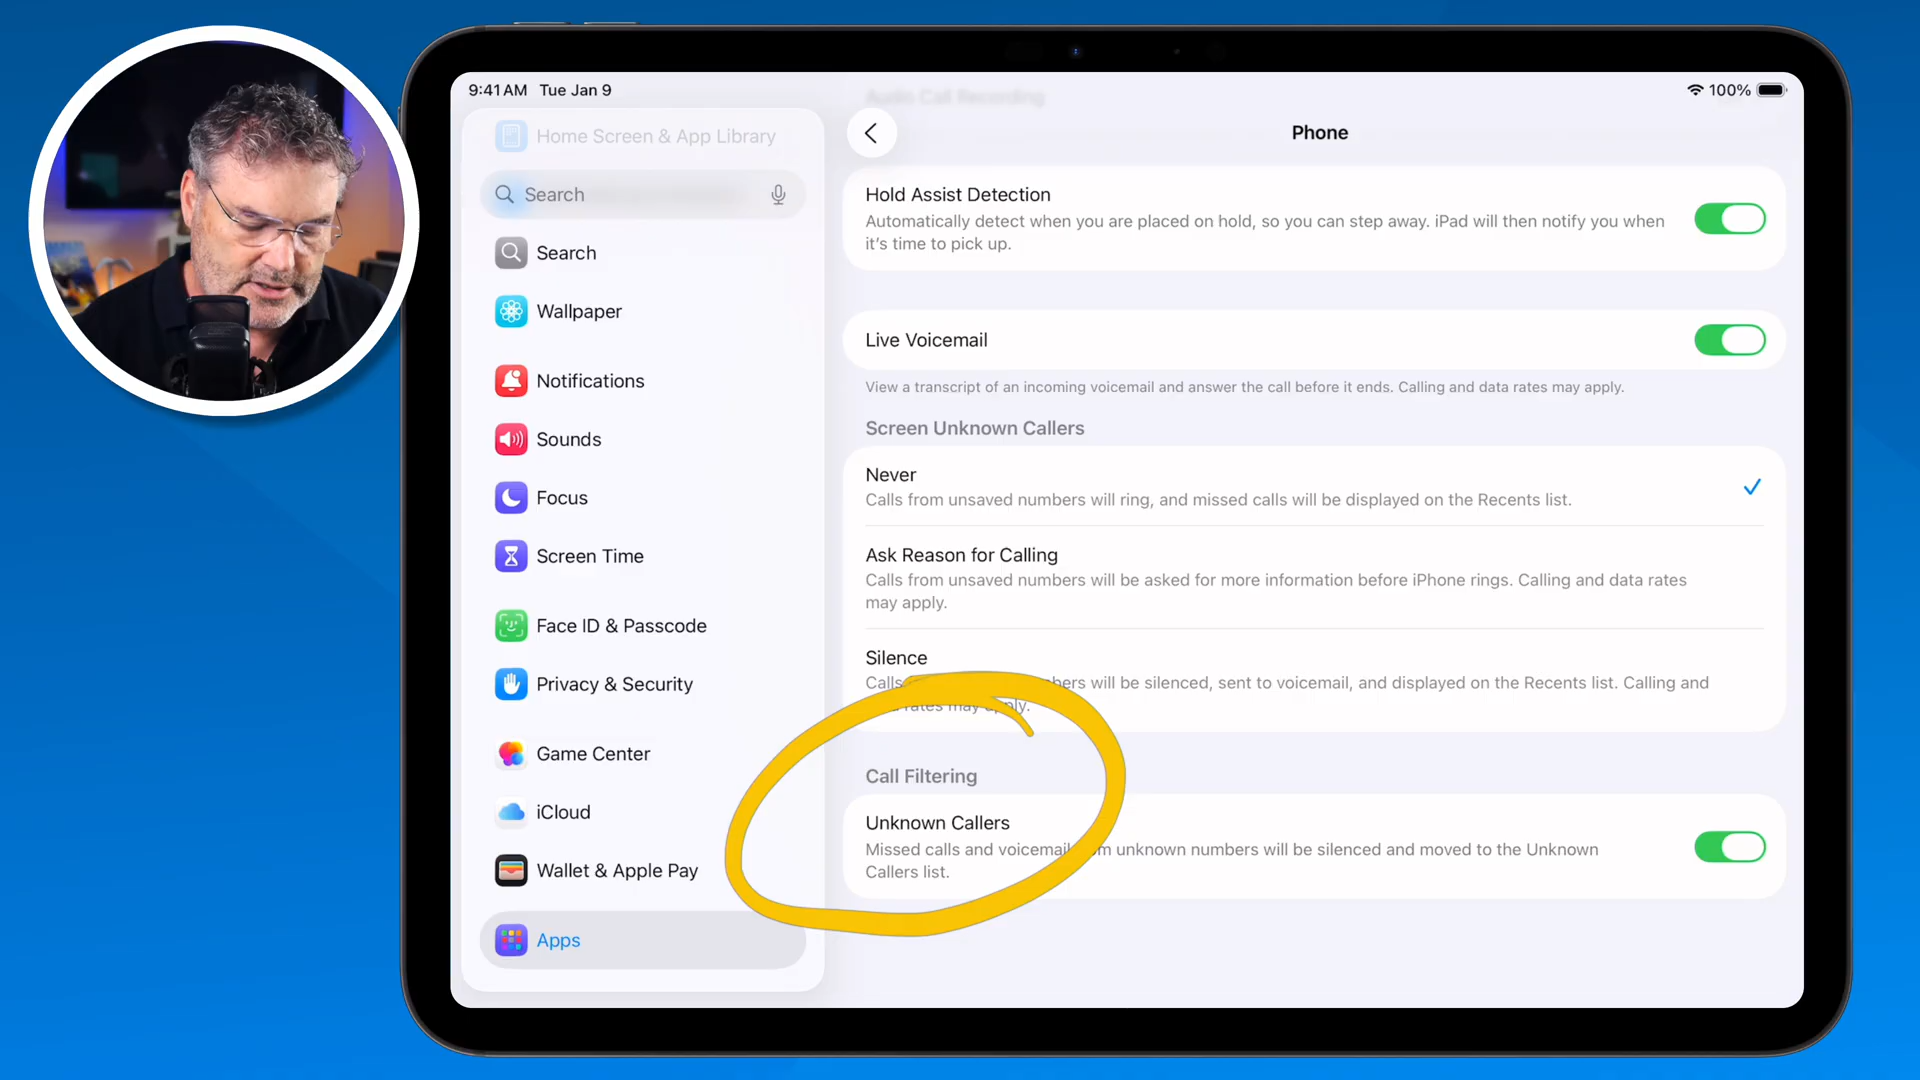 9:41 AM Tue Jan 9
100%
Home Screen & App Library
Search
Search
Wallpaper
Notifications
Sounds
Focus
Screen Time
Face ID & Passcode
Privacy & Security
Game Center
iCloud
Wallet & Apple Pay
Apps
Audio Call Recording
Phone
Hold Assist Detection
Automatically detect when you are placed on hold, so you can step away. iPad will then notify you when
it's time to pick up.
Live Voicemail
View a transcript of an incoming voicemail and answer the call before it ends. Calling and data rates may apply.
Screen Unknown Callers
Never
Calls from unsaved numbers will ring, and missed calls will be displayed on the Recents list.
Ask Reason for Calling
Calls from unsaved numbers will be asked for more information before iPhone rings. Calling and data rates
may apply.
Silence
Calls will be silenced, sent to voicemail, and displayed on the Recents list. Calling and
rates may apply.
Call Filtering
Unknown Callers
Missed calls and voicemail unknown numbers will be silenced and moved to the Unknown
Callers list.